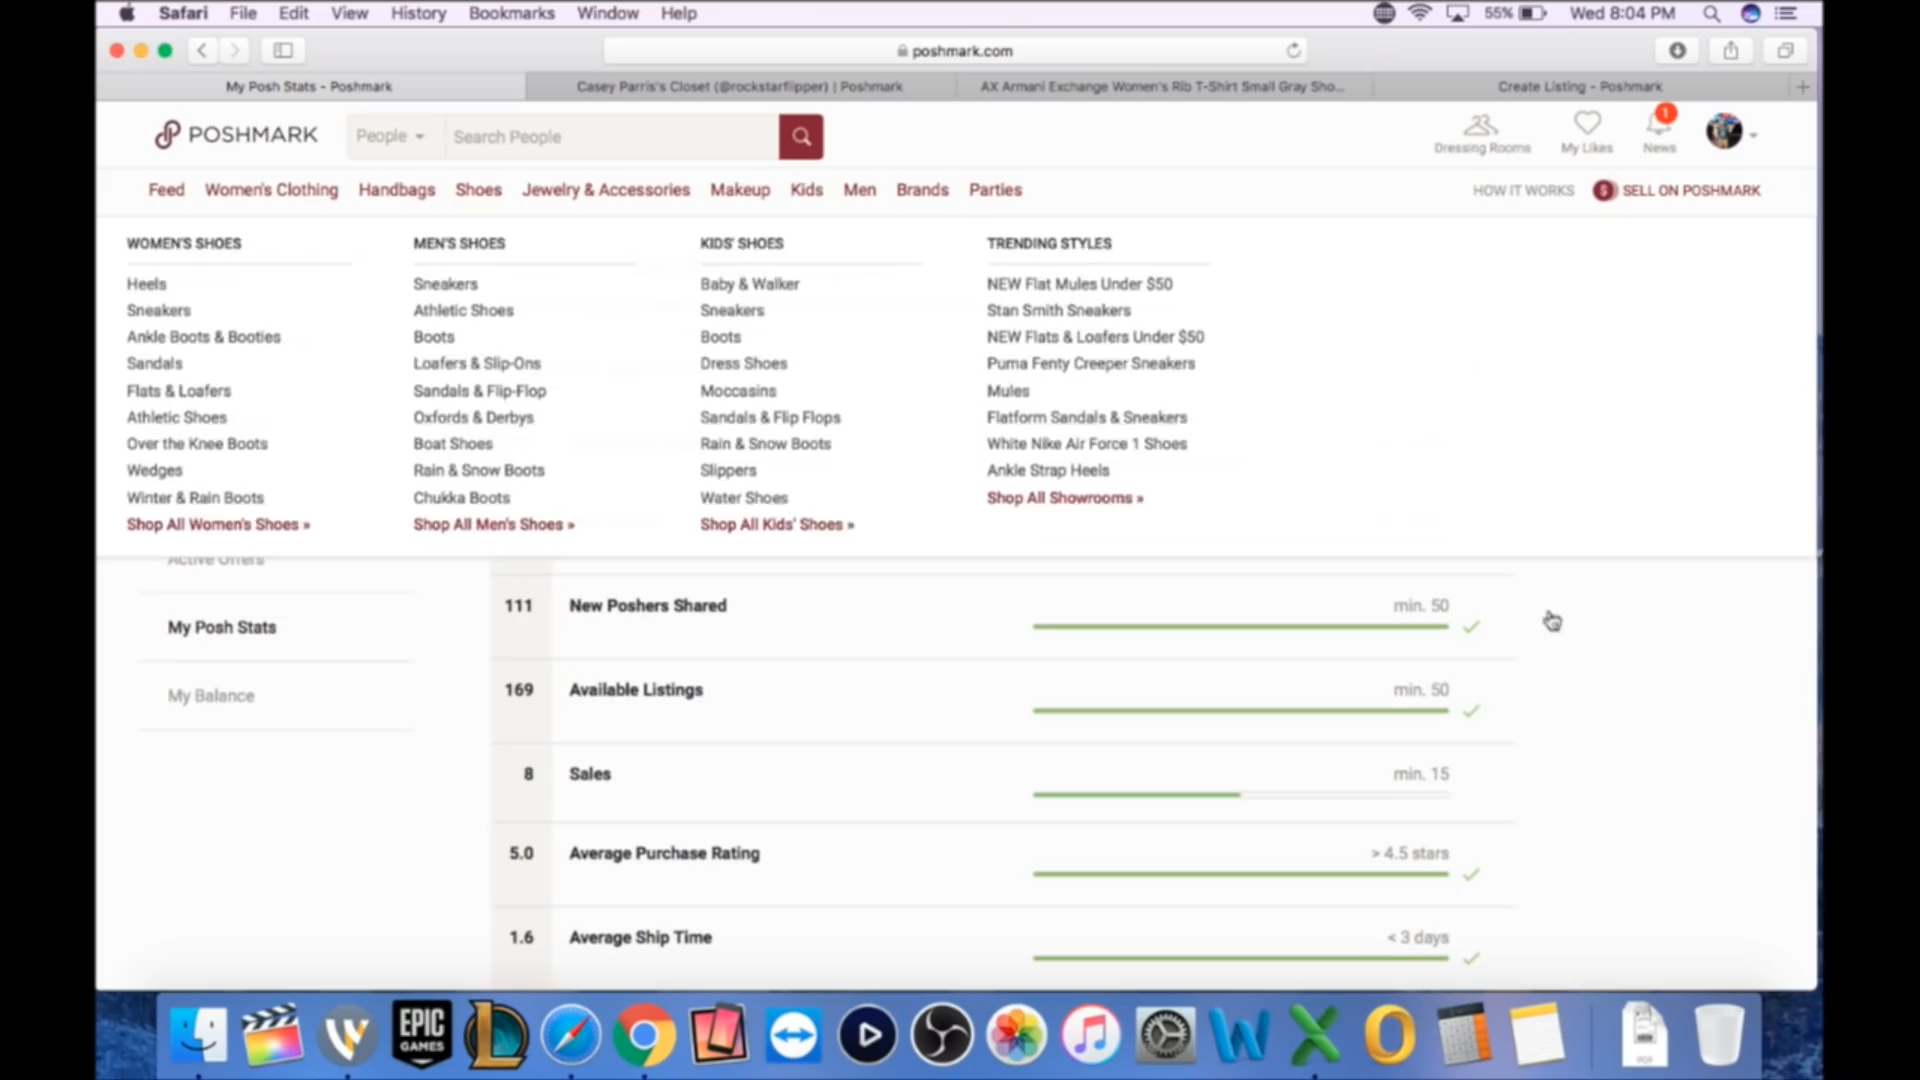 Safari File Edit View History Bookmarks Window Help 55% Wed 8:04 PM
poshmark.com
My Posh Stats - Poshmark Casey Parris's Closet (@rockstarflipper) | Poshmark AX Armani Exchange Women's Rib T-Shirt Small Gray Sho... Create Listing - Poshmark +
POSHMARK People Search People Dressing Rooms My Likes 1 News
Feed Women's Clothing Handbags Shoes Jewelry & Accessories Makeup Kids Men Brands Parties HOW IT WORKS $ SELL ON POSHMARK
WOMEN'S SHOES MEN'S SHOES KIDS' SHOES TRENDING STYLES
Heels Sneakers Baby & Walker NEW Flat Mules Under $50
Sneakers Athletic Shoes Sneakers Stan Smith Sneakers
Ankle Boots & Booties Boots Boots NEW Flats & Loafers Under $50
Sandals Loafers & Slip-Ons Dress Shoes Puma Fenty Creeper Sneakers
Flats & Loafers Sandals & Flip-Flop Moccasins Mules
Athletic Shoes Oxfords & Derbys Sandals & Flip Flops Flatform Sandals & Sneakers
Over the Knee Boots Boat Shoes Rain & Snow Boots White Nike Air Force 1 Shoes
Wedges Rain & Snow Boots Slippers Ankle Strap Heels
Winter & Rain Boots Chukka Boots Water Shoes Shop All Showrooms »
Shop All Women's Shoes » Shop All Men's Shoes » Shop All Kids' Shoes »
Active Offers
111 New Poshers Shared min. 50
My Posh Stats
169 Available Listings min. 50
My Balance
8 Sales min. 15
5.0 Average Purchase Rating > 4.5 stars
1.6 Average Ship Time < 3 days
EPIC
GAMES
PDF